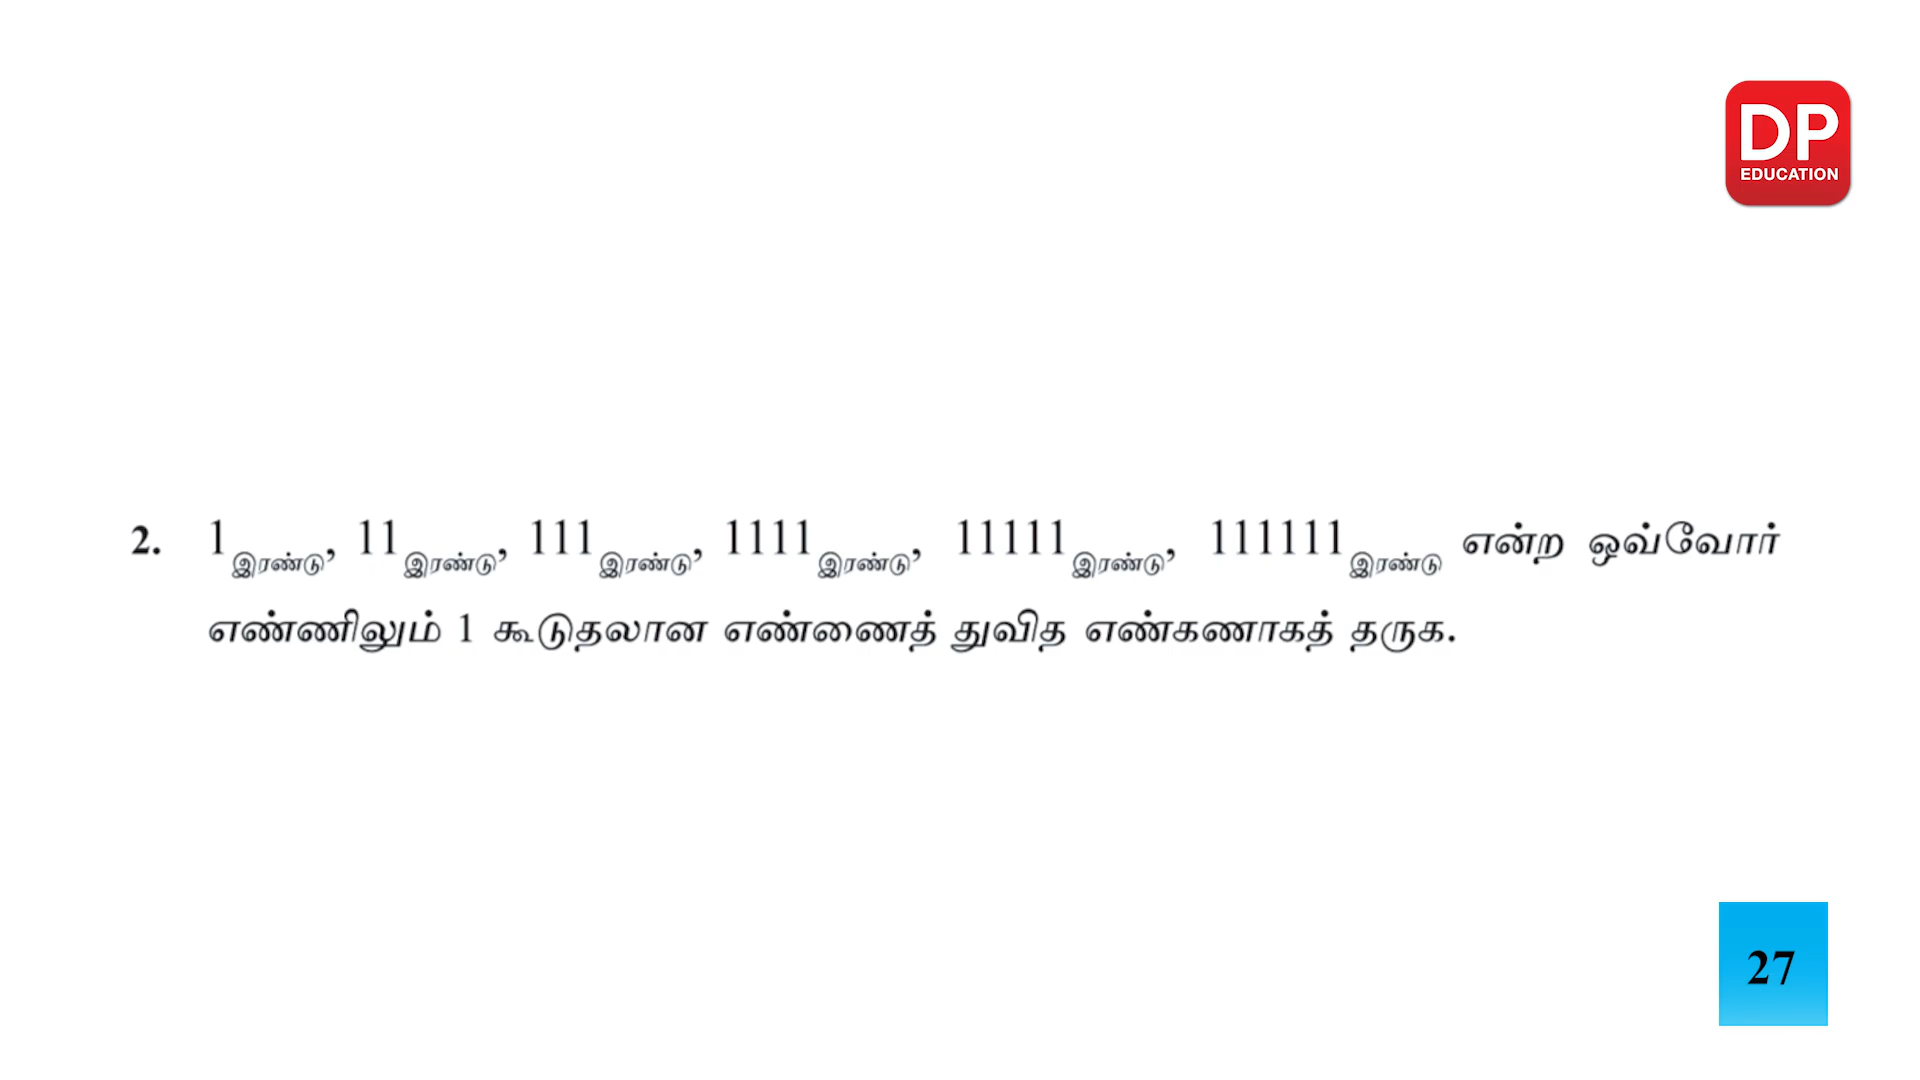 DP
EDUCATION
2. 1இரண்டு, 11இரண்டு, 111இரண்டு, 1111இரண்டு, 11111இரண்டு, 111111இரண்டு என்ற ஒவ்வோர்
எண்ணிலும் 1 கூடுதலான எண்ணைத் துவித எண்கணாகத் தருக.
27